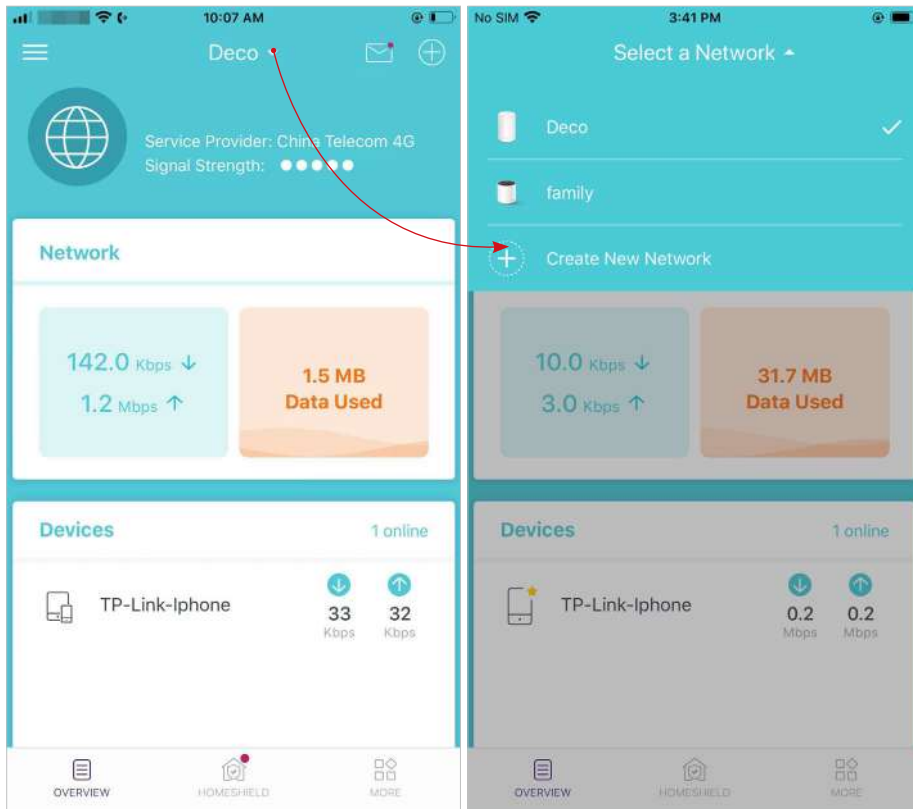 10:07 AM
Deco
Service Provider: China Telecom 4G
Signal Strength:
Network
142.0 Kbps ↓
1.2 Mbps ↑
1.5 MB
Data Used
Devices
1 online
TP-Link-Iphone
33
Kbps
32
Kbps
OVERVIEW
HOMESHIELD
MORE
No SIM
3:41 PM
Select a Network
Deco
family
Create New Network
10.0 Kbps ↓
3.0 Kbps ↑
31.7 MB
Data Used
Devices
1 online
TP-Link-Iphone
0.2
Mbps
0.2
Mbps
OVERVIEW
HOMESHIELD
MORE